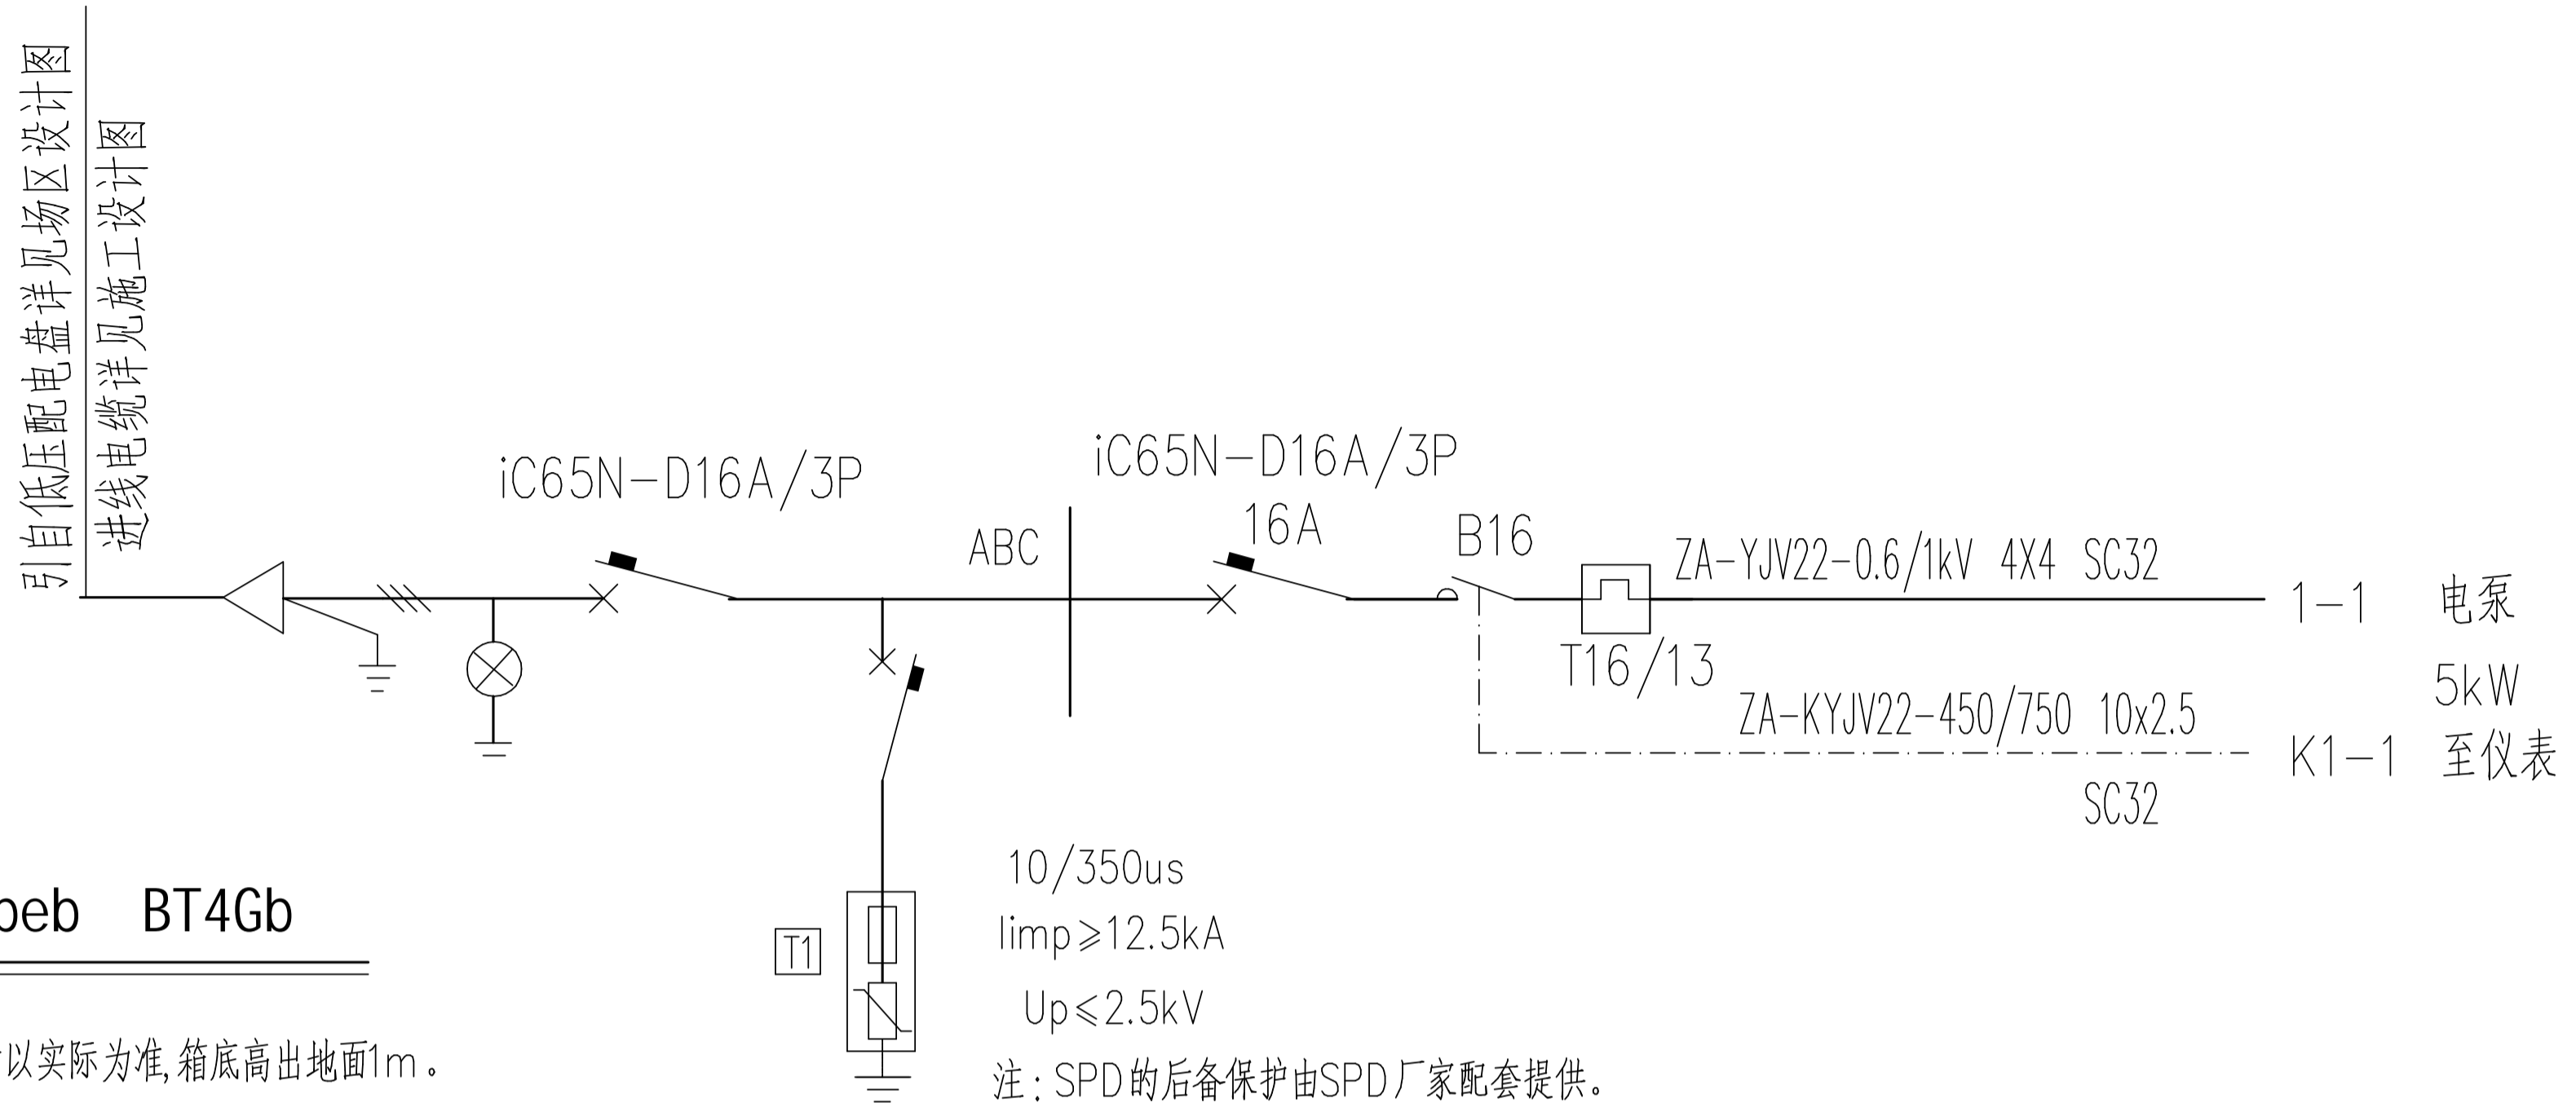 引自低压配电盘详见场区设计图
进线电缆详见施工设计图
iC65N-D16A/3P
ABC
iC65N-D16A/3P
16A
B16
T16/13
ZA-YJV22-0.6/1kV 4X4 SC32
1-1 电泵
5kW
ZA-KYJV22-450/750 10x2.5
SC32
K1-1 至仪表
T1
10/350us
Iimp≥12.5kA
Up≤2.5kV
注：SPD的后备保护由SPD厂家配套提供。
peb BT4Gb
以实际为准,箱底高出地面1m。